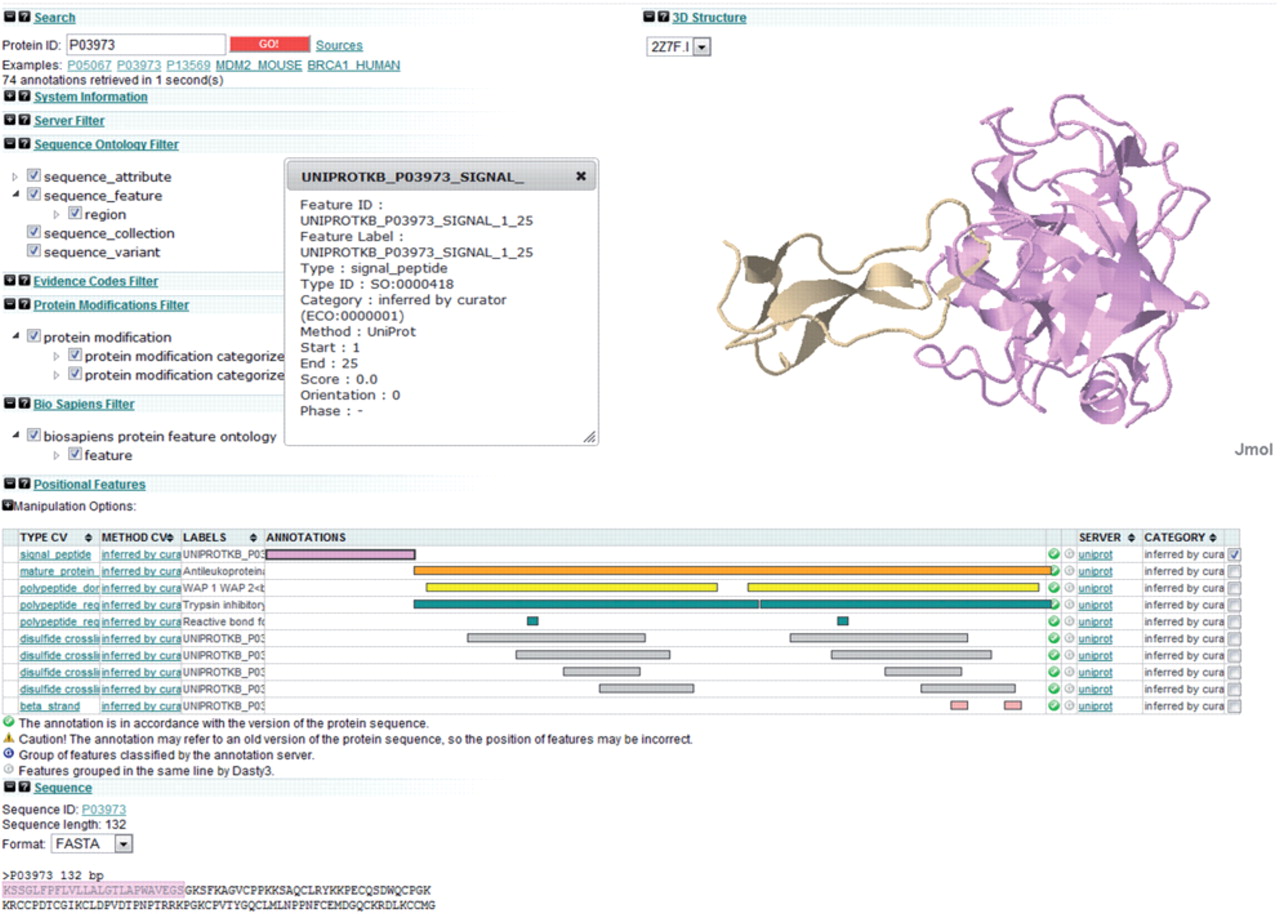 Search
Protein ID: P03973 GO! Sources
Examples: P05067 P03973 P13569 MDM2_MOUSE BRCA1_HUMAN
74 annotations retrieved in 1 second(s)
System Information
Server Filter
Sequence Ontology Filter
sequence_attribute
sequence_feature
region
sequence_collection
sequence_variant
Evidence Codes Filter
Protein Modifications Filter
protein modification
protein modification categorize
protein modification categorize
Bio Sapiens Filter
biosapiens protein feature ontology
feature
UNIPROTKB_P03973_SIGNAL_
Feature ID :
UNIPROTKB_P03973_SIGNAL_1_25
Feature Label :
UNIPROTKB_P03973_SIGNAL_1_25
Type : signal_peptide
Type ID : SO:0000418
Category : inferred by curator
(ECO:0000001)
Method : UniProt
Start : 1
End : 25
Score : 0.0
Orientation : 0
Phase : -
3D Structure
2Z7F.I
Jmol
Positional Features
Manipulation Options:
TYPE CV METHOD CV LABELS ANNOTATIONS SERVER CATEGORY
signal_peptide inferred by cura UNIPROTKB_P03 uniprot inferred by cura
mature_protein inferred by cura Antileukoprotein uniprot inferred by cura
polypeptide_dor inferred by cura WAP 1 WAP 2<b uniprot inferred by cura
polypeptide_reg inferred by cura Trypsin inhibitory uniprot inferred by cura
polypeptide_reg inferred by cura Reactive bond fo uniprot inferred by cura
disulfide crossli inferred by cura UNIPROTKB_P03 uniprot inferred by cura
disulfide crossli inferred by cura UNIPROTKB_P03 uniprot inferred by cura
disulfide crossli inferred by cura UNIPROTKB_P03 uniprot inferred by cura
disulfide crossli inferred by cura UNIPROTKB_P03 uniprot inferred by cura
beta_strand inferred by cura UNIPROTKB_P03 uniprot inferred by cura
The annotation is in accordance with the version of the protein sequence.
Caution! The annotation may refer to an old version of the protein sequence, so the position of features may be incorrect.
Group of features classified by the annotation server.
Features grouped in the same line by Dasty3.
Sequence
Sequence ID: P03973
Sequence length: 132
Format: FASTA
>P03973 132 bp
KSSGLFPFLVLLALGTLAPWAVEGSGKSFKAGVCPPKKSAQCLRYKKPECQSDWQCPGK
KRCCPDTCGIKCLDPVDTPNPTRRKPGKCPVTYGQCLMLNPPNFCEMDGQCKRDLKCCMG